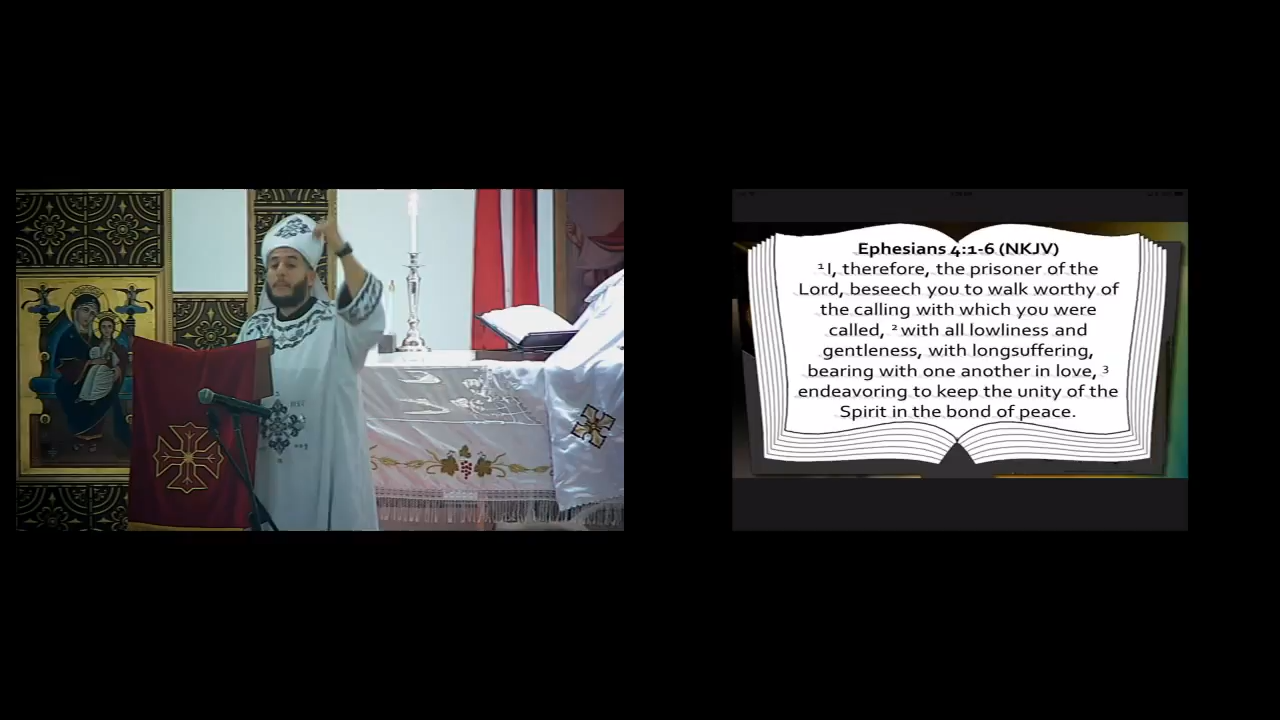 Ephesians 4:1-6 (NKJV)
¹I, therefore, the prisoner of the
Lord, beseech you to walk worthy of
the calling with which you were
called, ² with all lowliness and
gentleness, with longsuffering,
bearing with one another in love, ³
endeavoring to keep the unity of the
Spirit in the bond of peace.